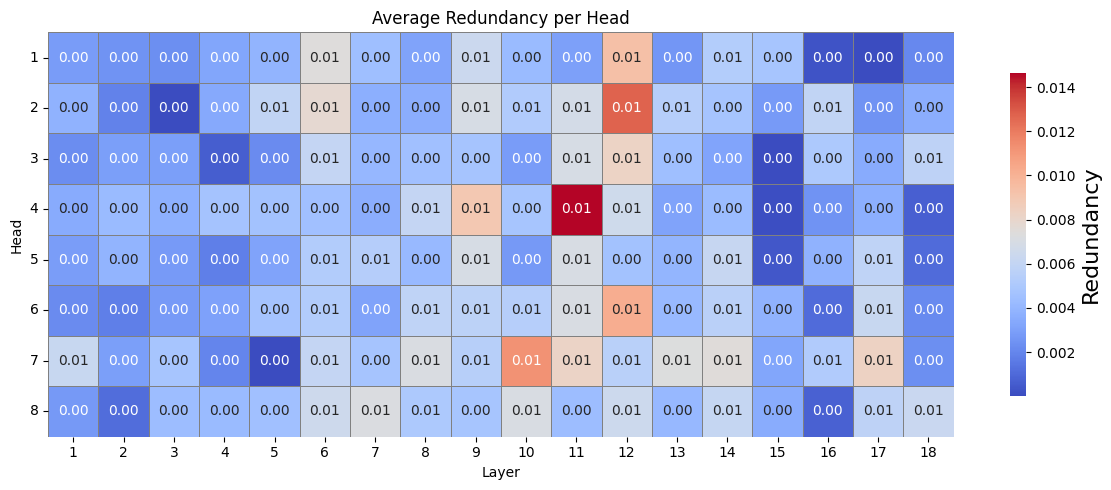 Average Redundancy per Head
1 0.00 0.00 0.00 0.00 0.00 0.01 0.00 0.00 0.01 0.00 0.00 0.01 0.00 0.01 0.00 0.00 0.00 0.00
2 0.00 0.00 0.00 0.00 0.01 0.01 0.00 0.00 0.01 0.01 0.01 0.01 0.01 0.00 0.00 0.01 0.00 0.00
3 0.00 0.00 0.00 0.00 0.00 0.01 0.00 0.00 0.00 0.00 0.01 0.01 0.00 0.00 0.00 0.00 0.00 0.01
4 0.00 0.00 0.00 0.00 0.00 0.00 0.00 0.01 0.01 0.00 0.01 0.01 0.00 0.00 0.00 0.00 0.00 0.00
5 0.00 0.00 0.00 0.00 0.00 0.01 0.01 0.00 0.01 0.00 0.01 0.00 0.00 0.01 0.00 0.00 0.01 0.00
6 0.00 0.00 0.00 0.00 0.00 0.01 0.00 0.01 0.01 0.01 0.01 0.01 0.00 0.01 0.00 0.00 0.01 0.00
7 0.01 0.00 0.00 0.00 0.00 0.01 0.00 0.01 0.01 0.01 0.01 0.01 0.01 0.01 0.00 0.01 0.01 0.00
8 0.00 0.00 0.00 0.00 0.00 0.01 0.01 0.01 0.00 0.01 0.00 0.01 0.00 0.01 0.00 0.00 0.01 0.01
1 2 3 4 5 6 7 8 9 10 11 12 13 14 15 16 17 18
Layer
Head
0.014
0.012
0.010
0.008
0.006
0.004
0.002
Redundancy